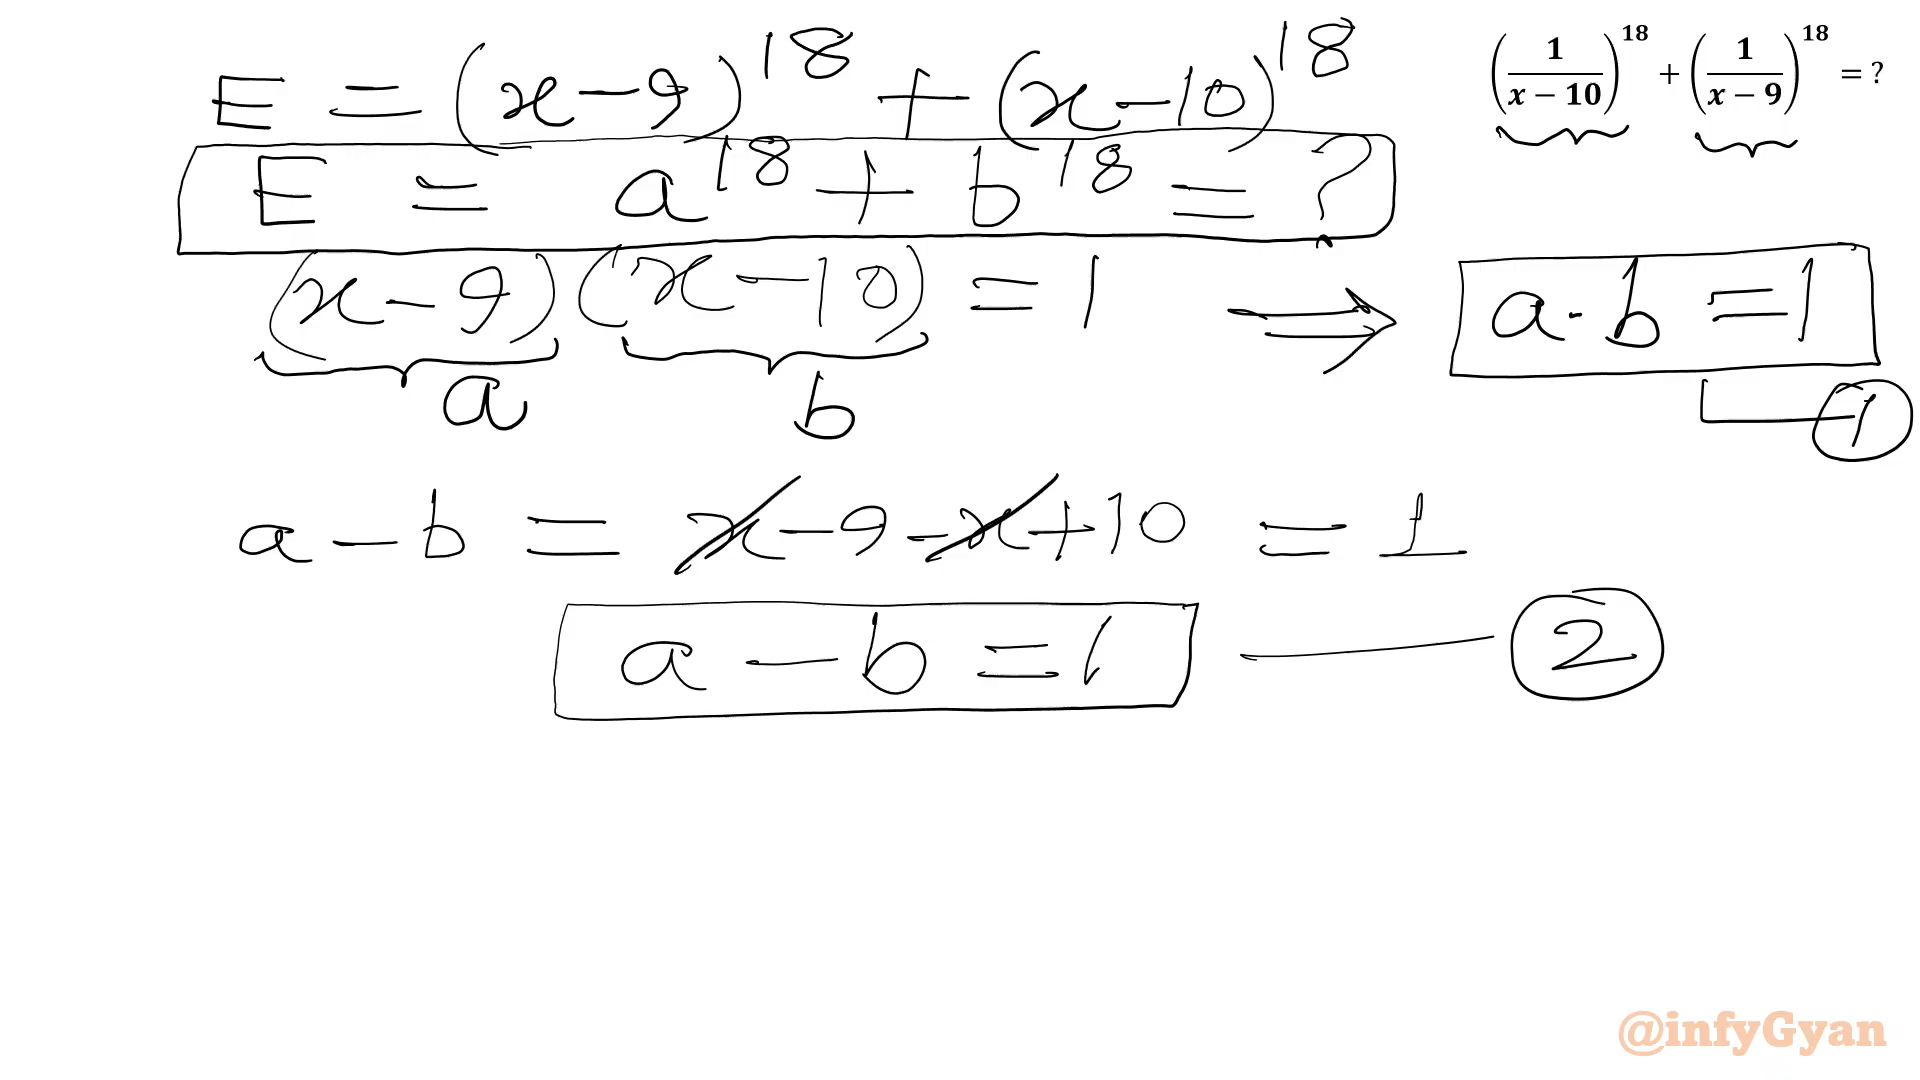 E = (x-9)^18 + (x-10)^18
(1/(x-10))^18 + (1/(x-9))^18 = ?
E = a^18 + b^18 = ?
(x-9) (x-10) = 1 ⇒ a·b = 1
a b
1
a-b = x-9-x+10 = 1
a-b = 1 — 2
@infyGyan